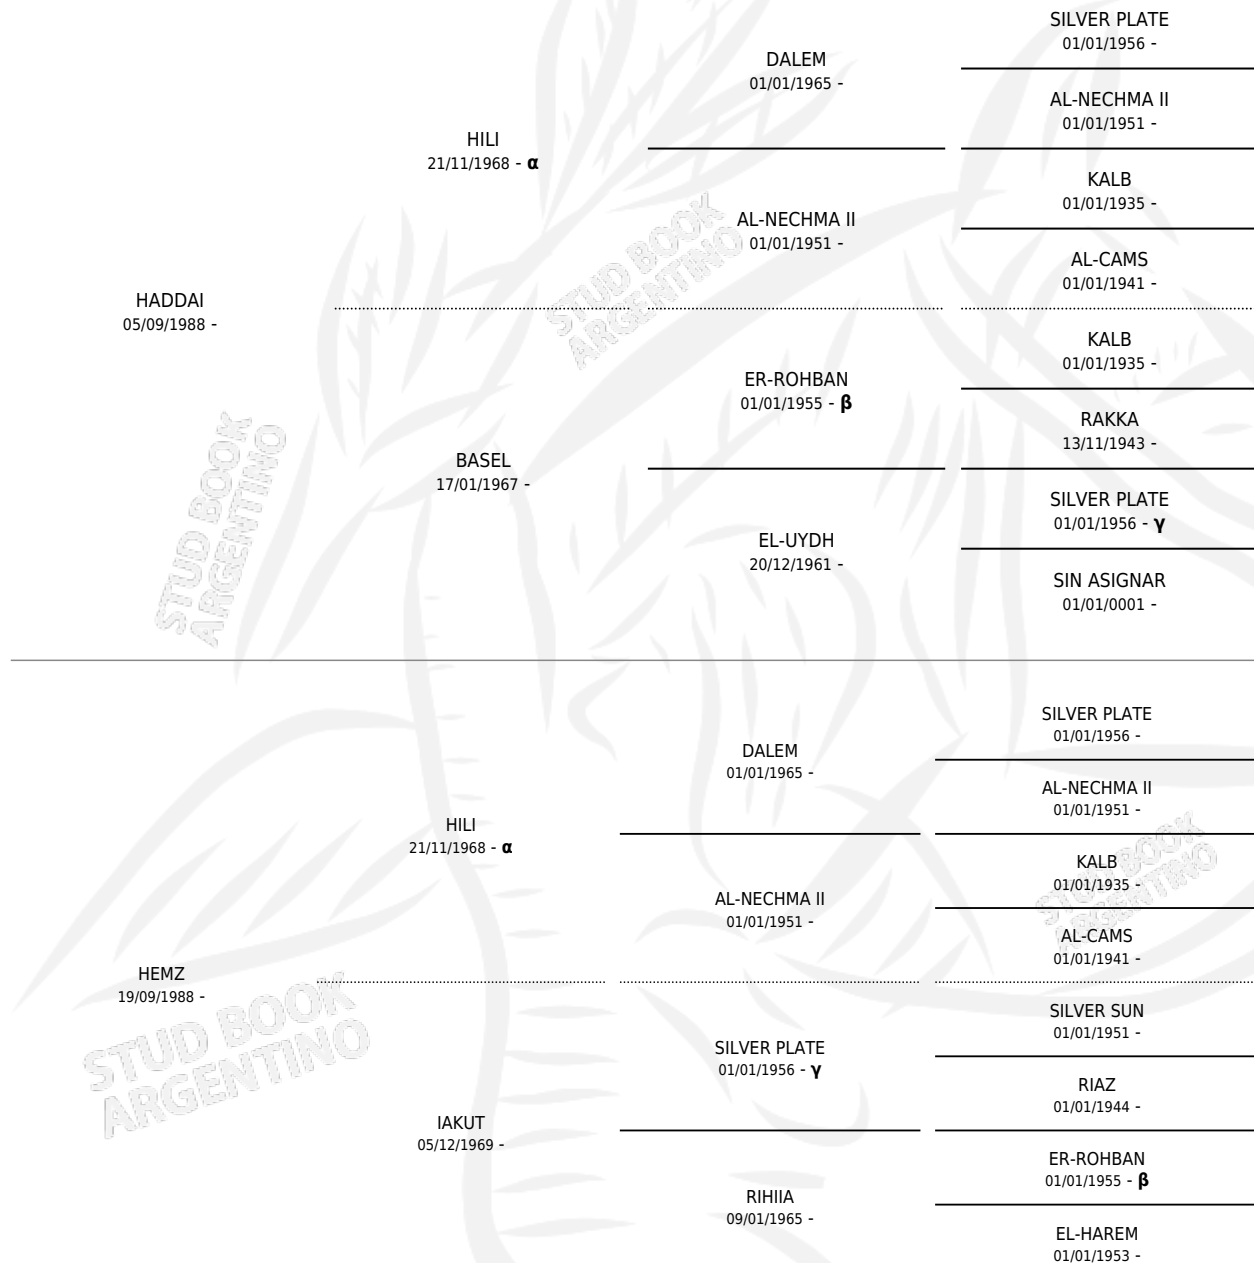 SILVER PLATE
01/01/1956 -
DALEM
01/01/1965 -
AL-NECHMA II
01/01/1951 -
HILI
21/11/1968 - α
KALB
01/01/1935 -
AL-NECHMA II
01/01/1951 -
AL-CAMS
01/01/1941 -
HADDAI
05/09/1988 -
KALB
01/01/1935 -
ER-ROHBAN
01/01/1955 - β
RAKKA
13/11/1943 -
BASEL
17/01/1967 -
SILVER PLATE
01/01/1956 - γ
EL-UYDH
20/12/1961 -
SIN ASIGNAR
01/01/0001 -
STUD BOOK
ARGENTINO
STUD BOOK
ARGENTINO
SILVER PLATE
01/01/1956 -
DALEM
01/01/1965 -
AL-NECHMA II
01/01/1951 -
HILI
21/11/1968 - α
KALB
01/01/1935 -
AL-NECHMA II
01/01/1951 -
AL-CAMS
01/01/1941 -
HEMZ
19/09/1988 -
SILVER SUN
01/01/1951 -
SILVER PLATE
01/01/1956 - γ
RIAZ
01/01/1944 -
IAKUT
05/12/1969 -
ER-ROHBAN
01/01/1955 - β
RIHIIA
09/01/1965 -
EL-HAREM
01/01/1953 -
STUD BOOK
ARGENTINO
STUD BOOK
ARGENTINO